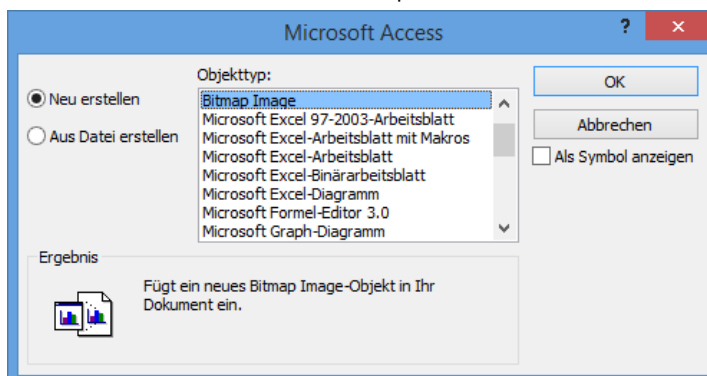 Microsoft Access
?
×
Neu erstellen
Aus Datei erstellen
Objekttyp:
Bitmap Image
Microsoft Excel 97-2003-Arbeitsblatt
Microsoft Excel-Arbeitsblatt mit Makros
Microsoft Excel-Arbeitsblatt
Microsoft Excel-Binärarbeitsblatt
Microsoft Excel-Diagramm
Microsoft Formel-Editor 3.0
Microsoft Graph-Diagramm
OK
Abbrechen
Als Symbol anzeigen
Ergebnis
Fügt ein neues Bitmap Image-Objekt in Ihr
Dokument ein.